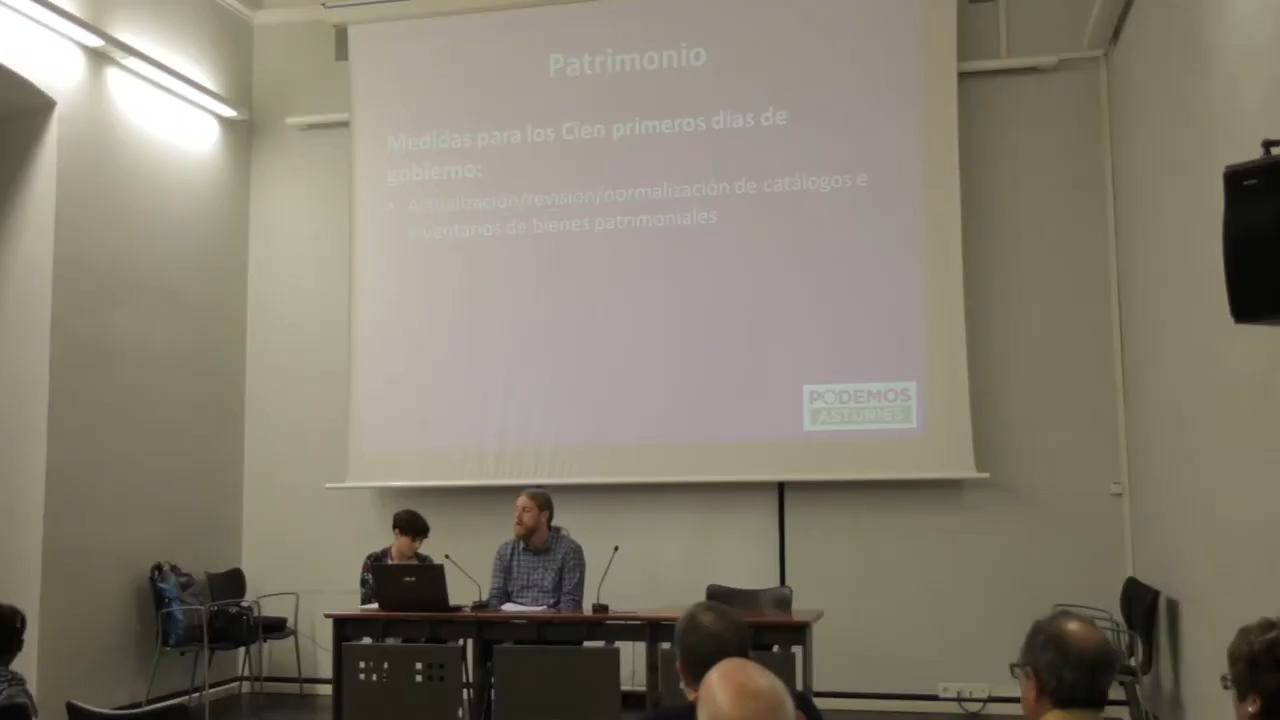 Patrimonio
Medidas para los Cien primeros días de
gobierno:
• Actualización/revisión/normalización de catálogos e
inventarios de bienes patrimoniales
PODEMOS
ASTURIES